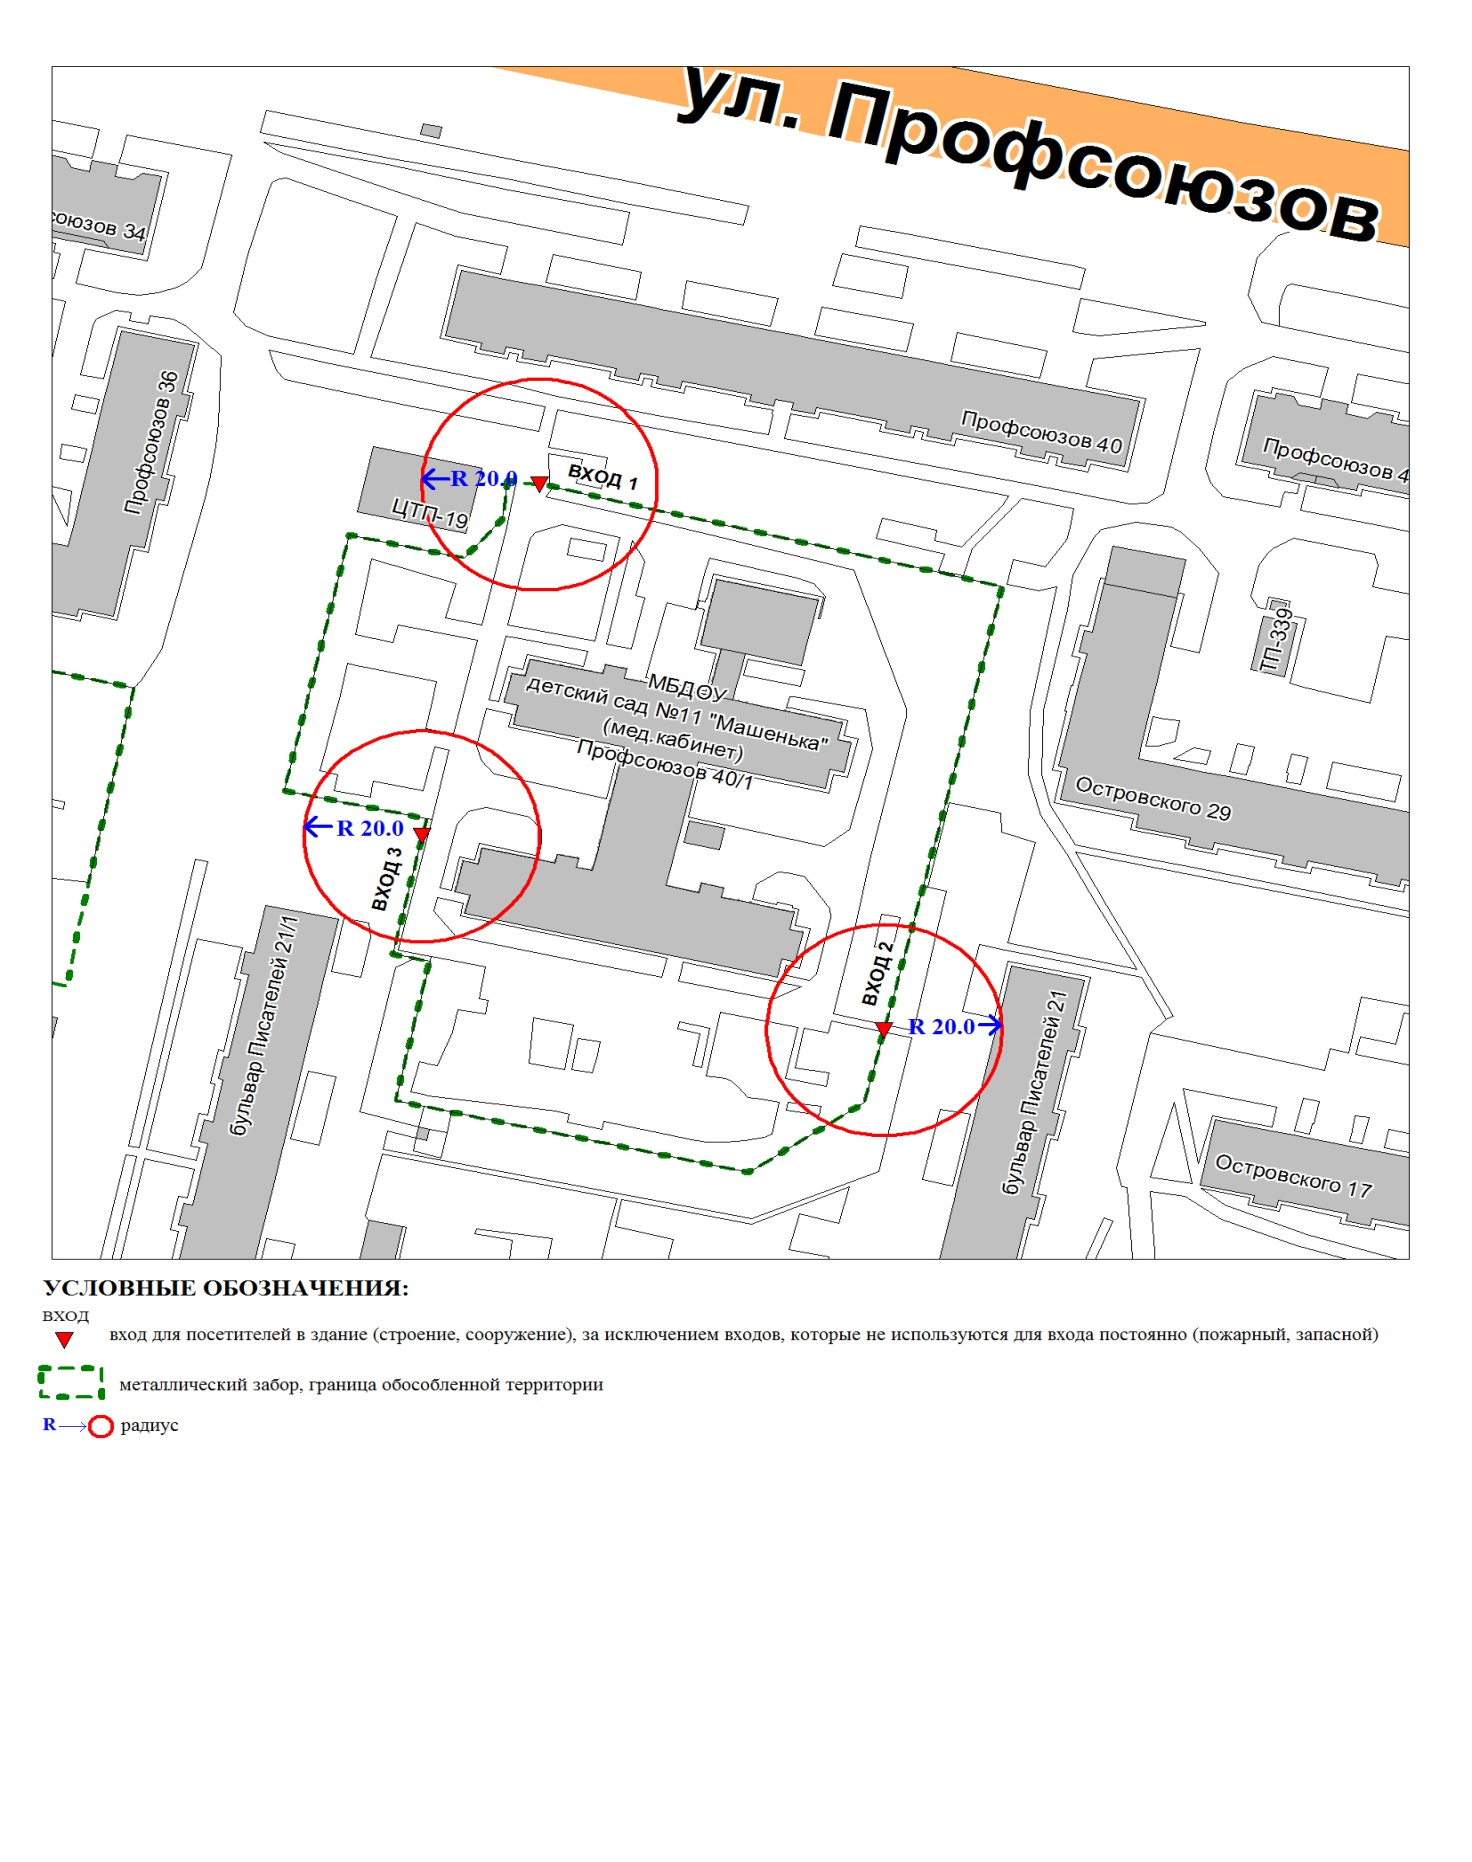 ул. Профсоюзов
союзов 34
Профсоюзов 36
Профсоюзов 40
Профсоюзов 4
ВХОД 1
R 20.0
ЦТП-19
ТП-339
МБДОУ
детский сад №11 "Машенька"
(мед.кабинет)
Профсоюзов 40/1
Островского 29
R 20.0
ВХОД 3
ВХОД 2
R 20.0
бульвар Писателей 21/1
бульвар Писателей 21
Островского 17
УСЛОВНЫЕ ОБОЗНАЧЕНИЯ:
ВХОД
вход для посетителей в здание (строение, сооружение), за исключением входов, которые не используются для входа постоянно (пожарный, запасной)
металлический забор, граница обособленной территории
R
радиус